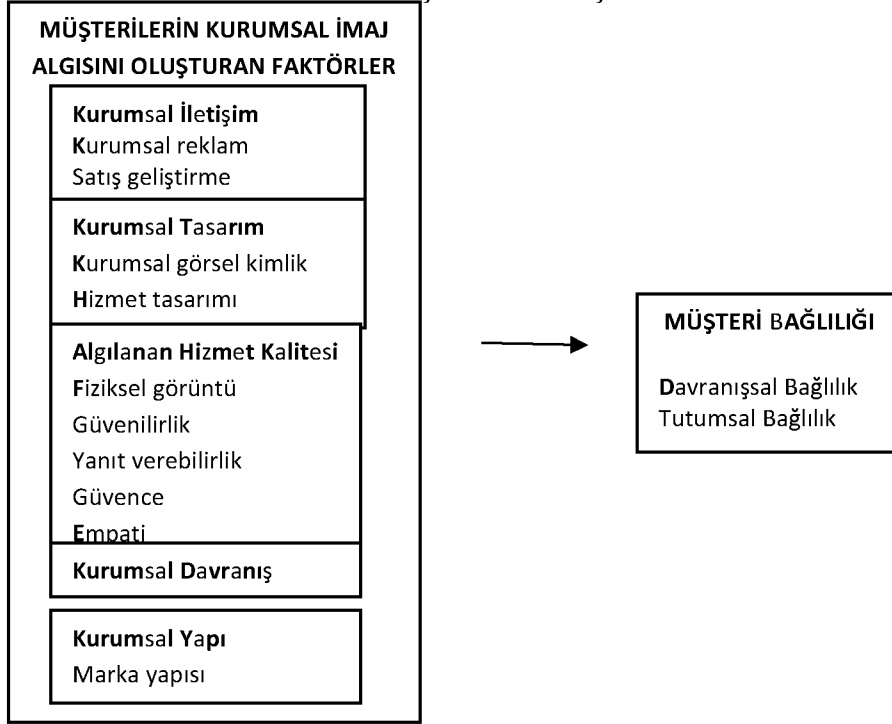 MÜŞTERİLERİN KURUMSAL İMAJ
ALGISINI OLUŞTURAN FAKTÖRLER
Kurumsal İletişim
Kurumsal reklam
Satış geliştirme
Kurumsal Tasarım
Kurumsal görsel kimlik
Hizmet tasarımı
Algılanan Hizmet Kalitesi
Fiziksel görüntü
Güvenilirlik
Yanıt verebilirlik
Güvence
Empati
Kurumsal Davranış
Kurumsal Yapı
Marka yapısı
MÜŞTERİ BAĞLILIĞI
Davranışsal Bağlılık
Tutumsal Bağlılık